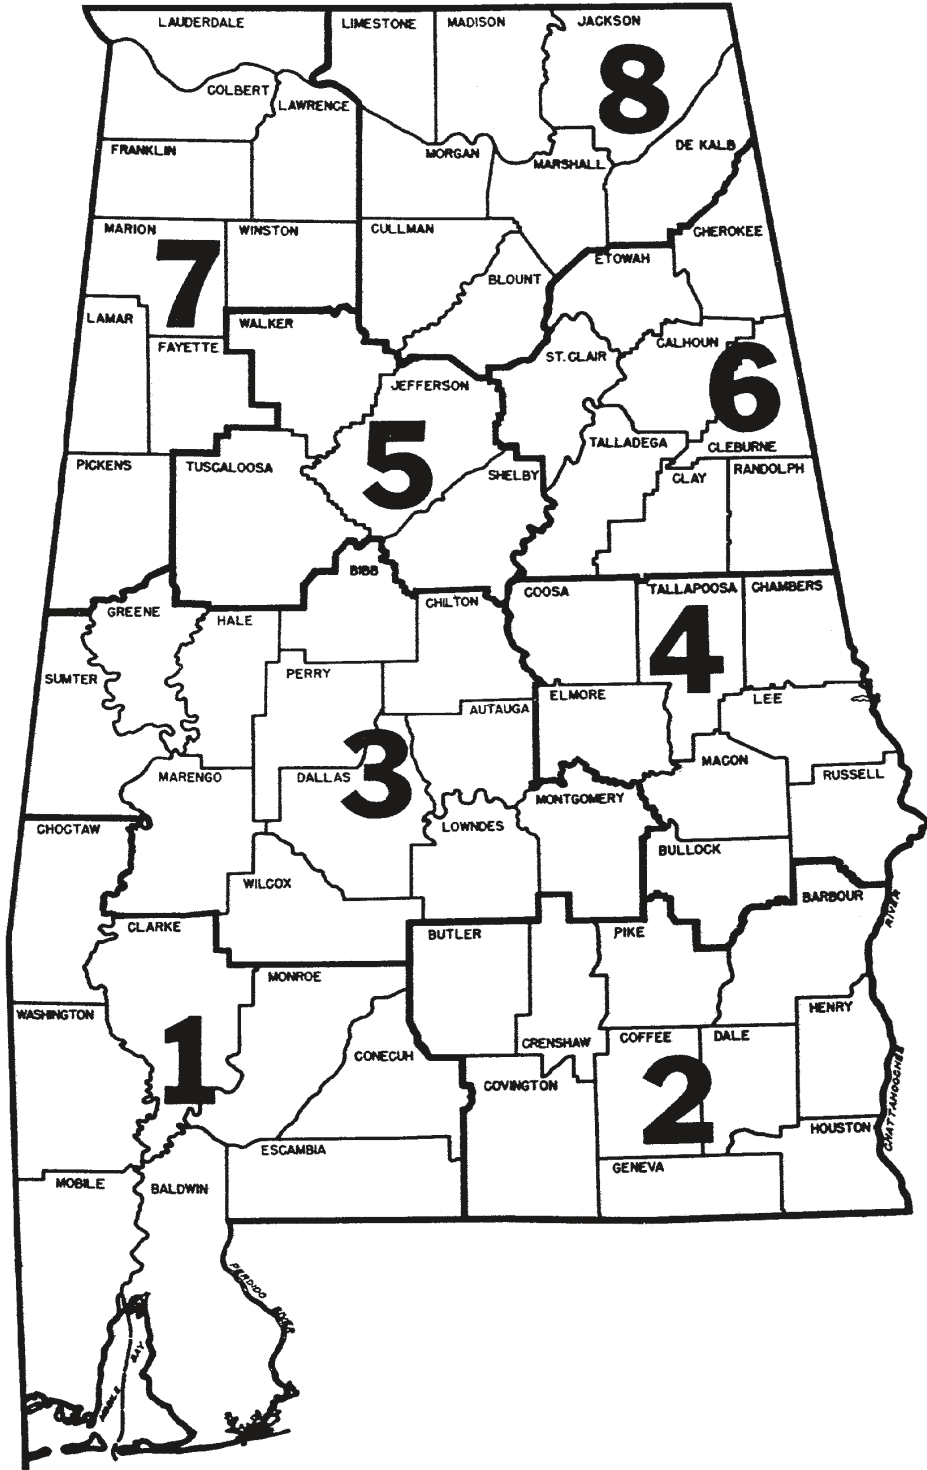 LAUDERDALE
LIMESTONE
MADISON
JACKSON
8
COLBERT
LAWRENCE
FRANKLIN
MORGAN
MARSHALL
DE KALB
MARION
WINSTON
CULLMAN
CHEROKEE
7
BLOUNT
ETOWAH
LAMAR
WALKER
FAYETTE
ST. CLAIR
CALHOUN
6
JEFFERSON
5
TALLADEGA
CLEBURNE
PICKENS
TUSCALOOSA
SHELBY
CLAY
RANDOLPH
BIBB
GREENE
HALE
CHILTON
COOSA
TALLAPOOSA
CHAMBERS
4
SUMTER
PERRY
AUTAUGA
ELMORE
LEE
3
MARENGO
DALLAS
MACON
RUSSELL
CHOCTAW
LOWNDES
MONTGOMERY
BULLOCK
WILCOX
BARBOUR
CLARKE
BUTLER
PIKE
RIVER
MONROE
WASHINGTON
HENRY
1
CONECUH
CRENSHAW
COFFEE
DALE
COVINGTON
2
CHATTAHOOCHEE
HOUSTON
ESCAMBIA
GENEVA
MOBILE
BALDWIN
PERDIDO RIVER
MOBILE BAY